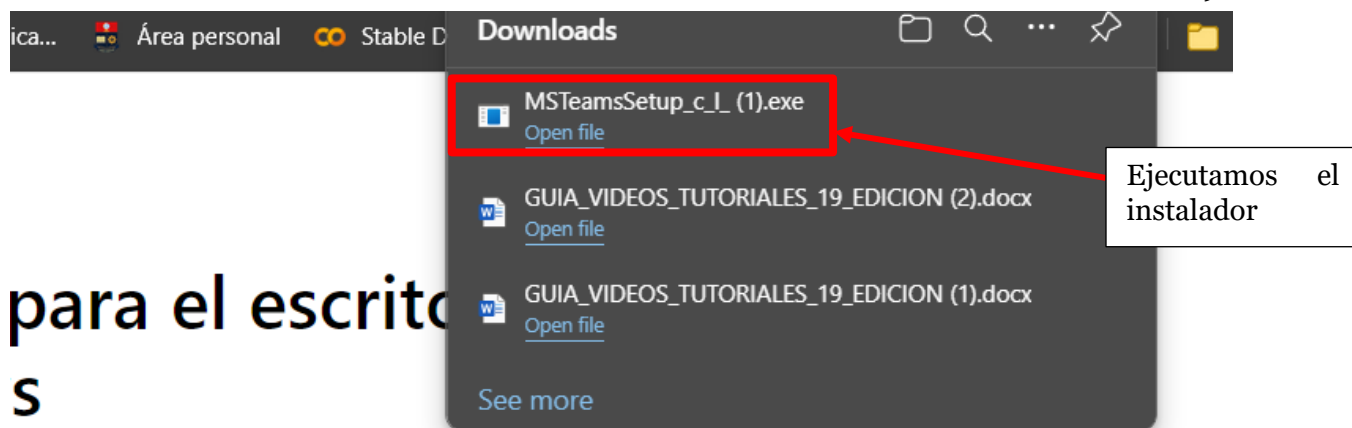 ica...
Área personal
Stable D
Downloads
MSTeamsSetup_c_l_ (1).exe
Open file
Ejecutamos el
instalador
GUIA_VIDEOS_TUTORIALES_19_EDICION (2).docx
Open file
GUIA_VIDEOS_TUTORIALES_19_EDICION (1).docx
Open file
See more
para el escrito
s